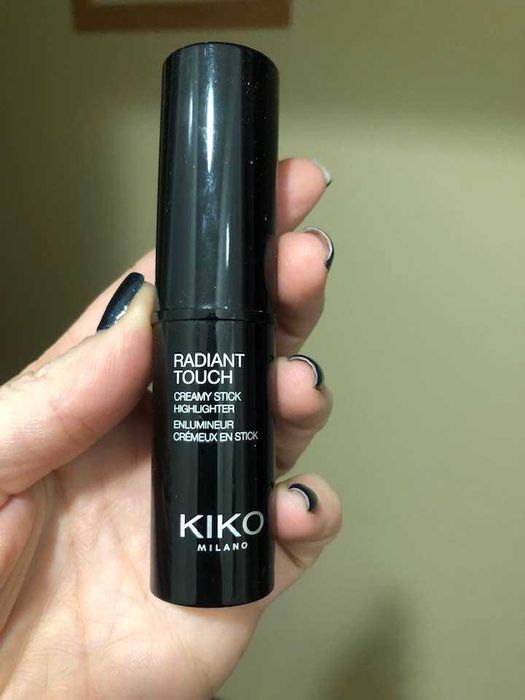 RADIANT
TOUCH
CREAMY STICK
HIGHLIGHTER
ENLUMINEUR
CRÉMEUX EN STICK
KIKO
MILANO